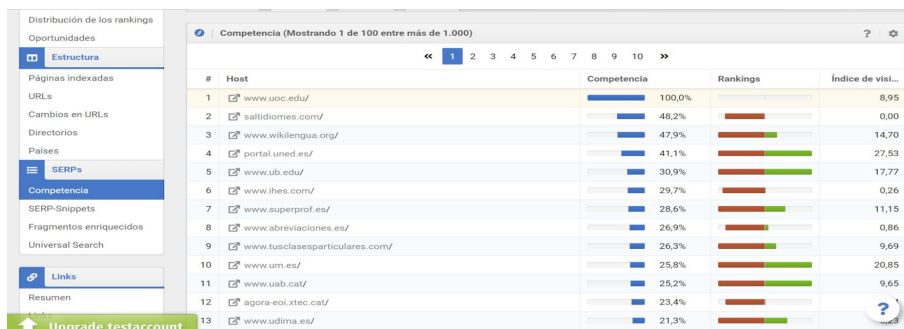 Distribución de los rankings
Oportunidades
Estructura
Páginas indexadas
URLs
Cambios en URLs
Directorios
Países
SERPs
Competencia
SERP-Snippets
Fragmentos enriquecidos
Universal Search
Links
Resumen
Upgrade testaccount
Competencia (Mostrando 1 de 100 entre más de 1.000) ?
« 1 2 3 4 5 6 7 8 9 10 »
# Host Competencia Rankings Índice de visi...
1 www.uoc.edu/ 100,0% 8,95
2 saltidiomes.com/ 48,2% 0,00
3 www.wikilengua.org/ 47,9% 14,70
4 portal.uned.es/ 41,1% 27,53
5 www.ub.edu/ 30,9% 17,77
6 www.ihes.com/ 29,7% 0,26
7 www.superprof.es/ 28,6% 11,15
8 www.abreviaciones.es/ 26,9% 0,86
9 www.tusclasesparticulares.com/ 26,3% 9,69
10 www.um.es/ 25,8% 20,85
11 www.uab.cat/ 25,2% 9,65
12 agora-eoi.xtec.cat/ 23,4%
13 www.udima.es/ 21,3%
?